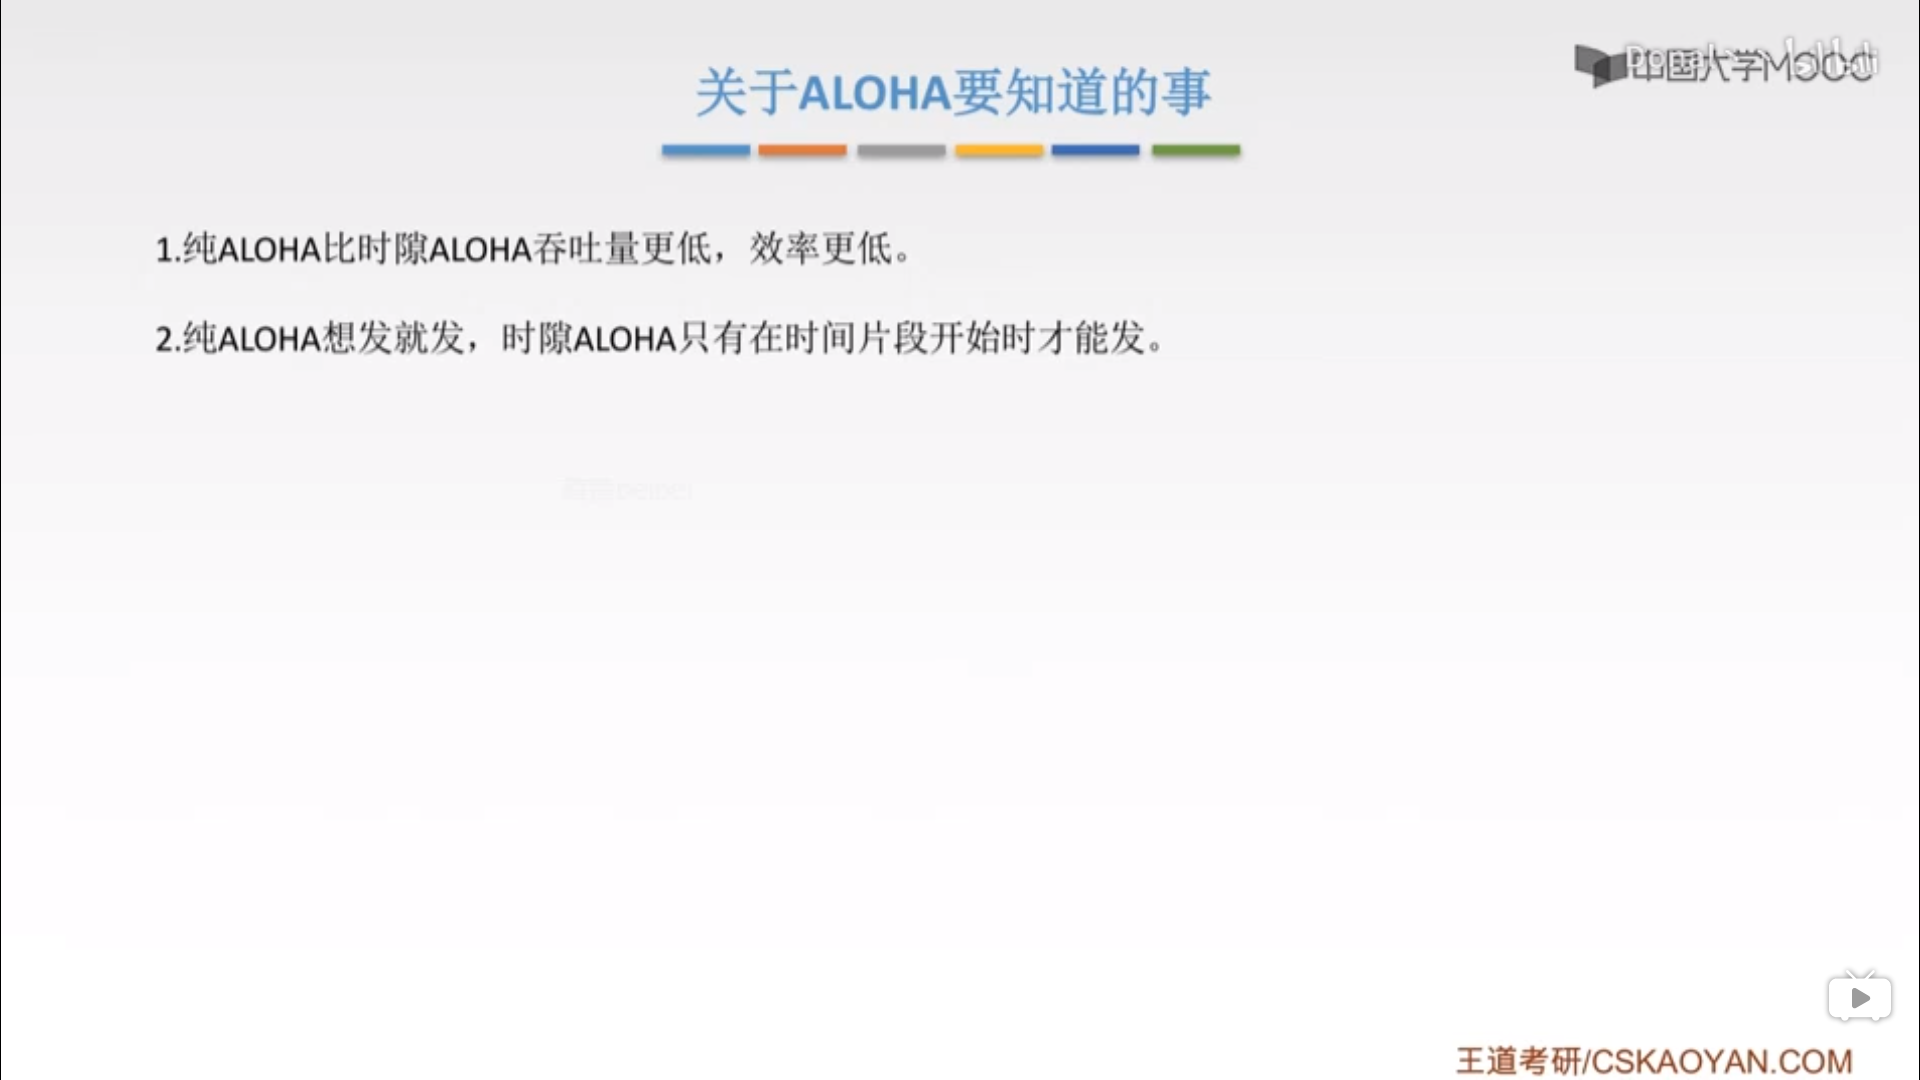 关于ALOHA要知道的事
中国大学MOOC
bilibili
1.纯ALOHA比时隙ALOHA吞吐量更低，效率更低。
2.纯ALOHA想发就发，时隙ALOHA只有在时间片段开始时才能发。
王道考研/CSKAOYAN.COM